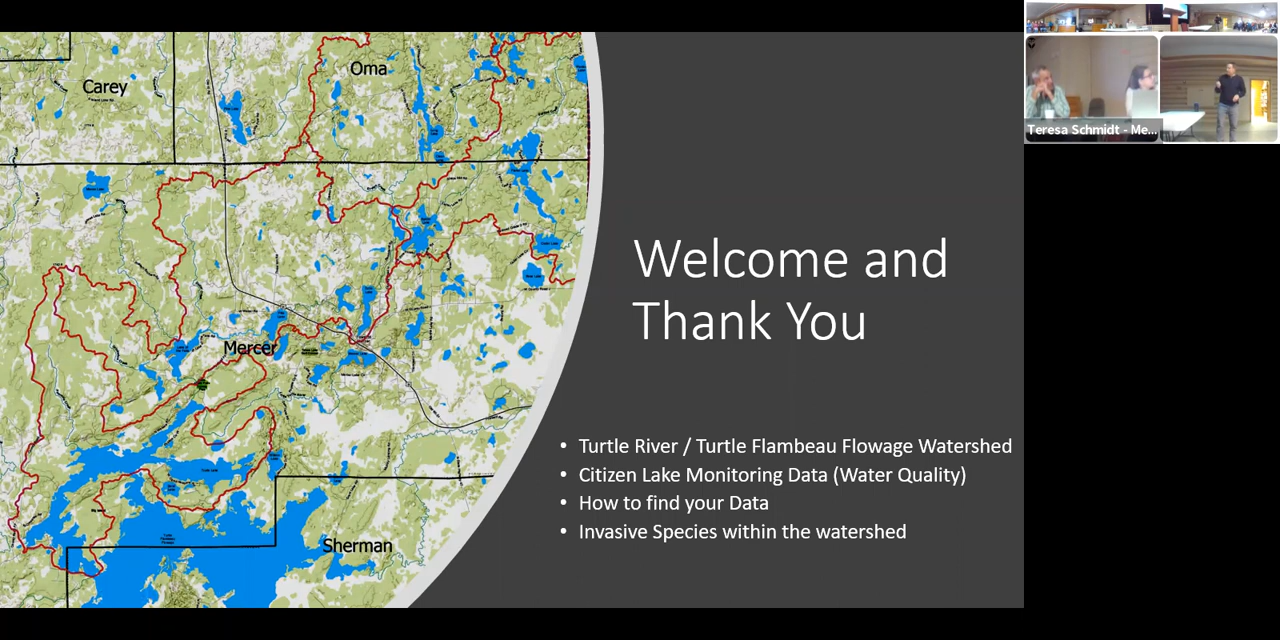 Carey
Oma
Mercer
Sherman
Welcome and
Thank You
• Turtle River / Turtle Flambeau Flowage Watershed
• Citizen Lake Monitoring Data (Water Quality)
• How to find your Data
• Invasive Species within the watershed
Teresa Schmidt - Me...